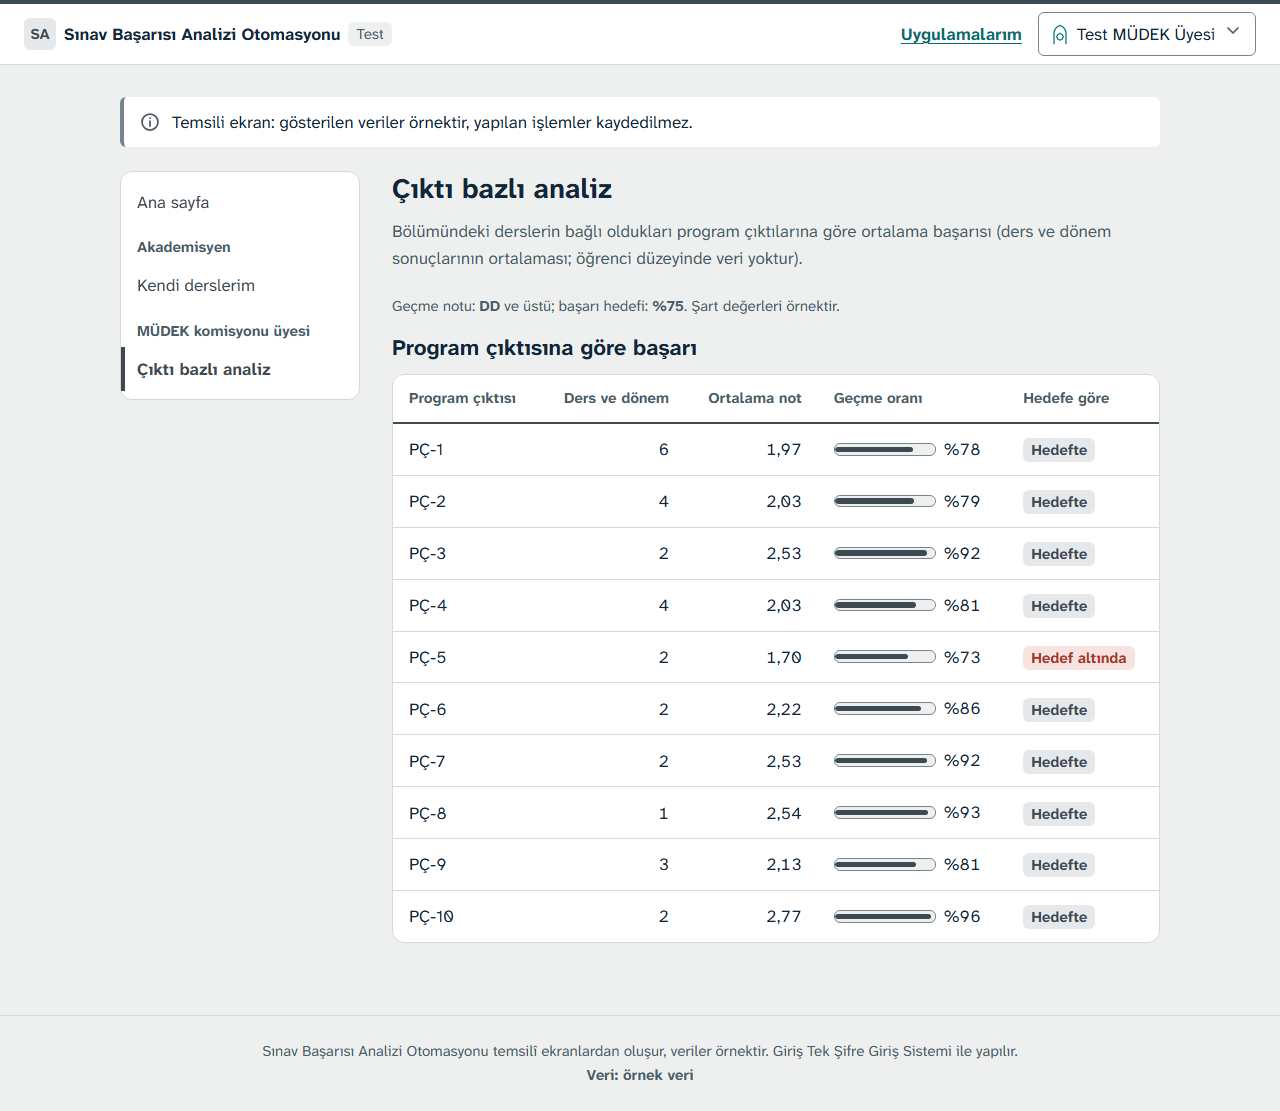 SA Sınav Başarısı Analizi Otomasyonu Test
Uygulamalarım
Test MÜDEK Üyesi
Temsili ekran: gösterilen veriler örnektir, yapılan işlemler kaydedilmez.
Ana sayfa
Akademisyen
Kendi derslerim
MÜDEK komisyonu üyesi
Çıktı bazlı analiz
Çıktı bazlı analiz
Bölümündeki derslerin bağlı oldukları program çıktılarına göre ortalama başarısı (ders ve dönem
sonuçlarının ortalaması; öğrenci düzeyinde veri yoktur).
Geçme notu: DD ve üstü; başarı hedefi: %75. Şart değerleri örnektir.
Program çıktısına göre başarı
Program çıktısı Ders ve dönem Ortalama not Geçme oranı Hedefe göre
PÇ-1 6 1,97 %78 Hedefte
PÇ-2 4 2,03 %79 Hedefte
PÇ-3 2 2,53 %92 Hedefte
PÇ-4 4 2,03 %81 Hedefte
PÇ-5 2 1,70 %73 Hedef altında
PÇ-6 2 2,22 %86 Hedefte
PÇ-7 2 2,53 %92 Hedefte
PÇ-8 1 2,54 %93 Hedefte
PÇ-9 3 2,13 %81 Hedefte
PÇ-10 2 2,77 %96 Hedefte
Sınav Başarısı Analizi Otomasyonu temsilî ekranlardan oluşur, veriler örnektir. Giriş Tek Şifre Giriş Sistemi ile yapılır.
Veri: örnek veri